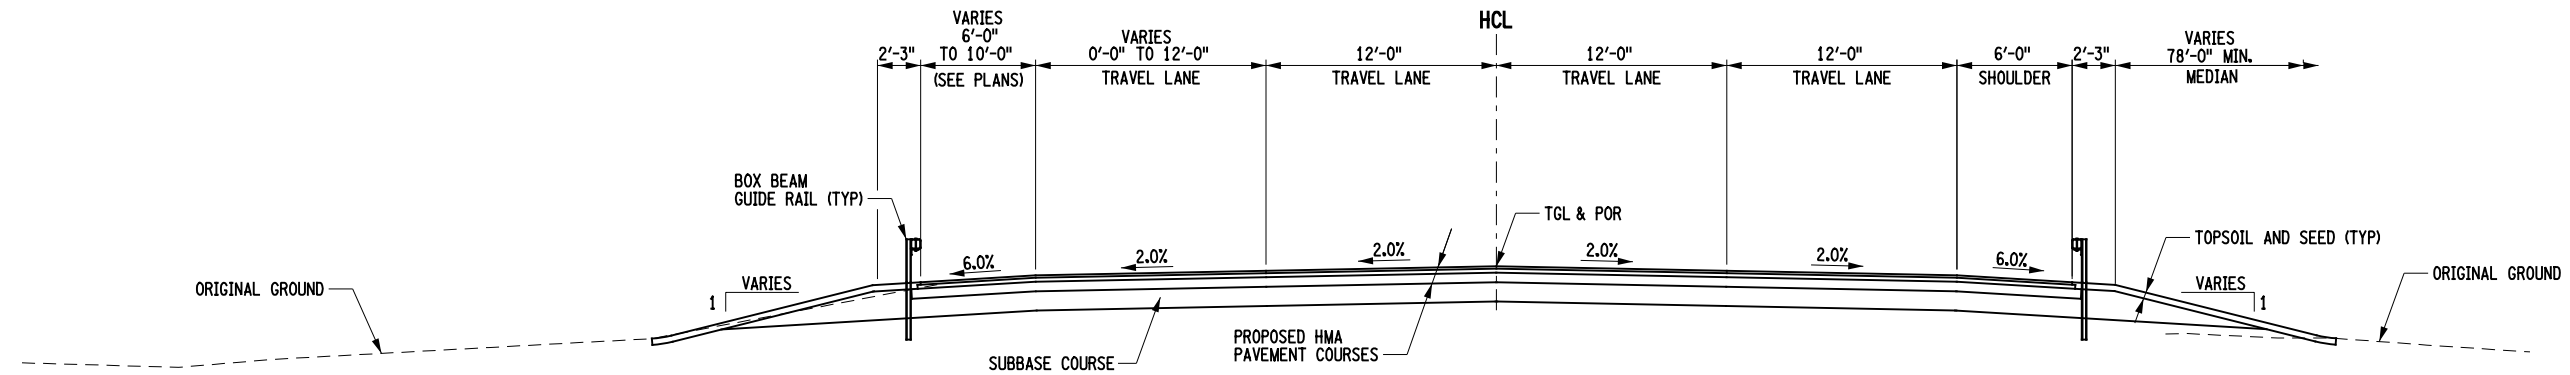 HCL
VARIES
6'-0"
2'-3"
TO 10'-0"
(SEE PLANS)
VARIES
0'-0" TO 12'-0"
TRAVEL LANE
12'-0"
TRAVEL LANE
12'-0"
TRAVEL LANE
12'-0"
TRAVEL LANE
6'-0"
SHOULDER
2'-3"
VARIES
78'-0" MIN.
MEDIAN
BOX BEAM
GUIDE RAIL (TYP)
TGL & POR
TOPSOIL AND SEED (TYP)
6.0%
2.0%
2.0%
2.0%
2.0%
6.0%
ORIGINAL GROUND
1
VARIES
VARIES
1
ORIGINAL GROUND
SUBBASE COURSE
PROPOSED HMA
PAVEMENT COURSES